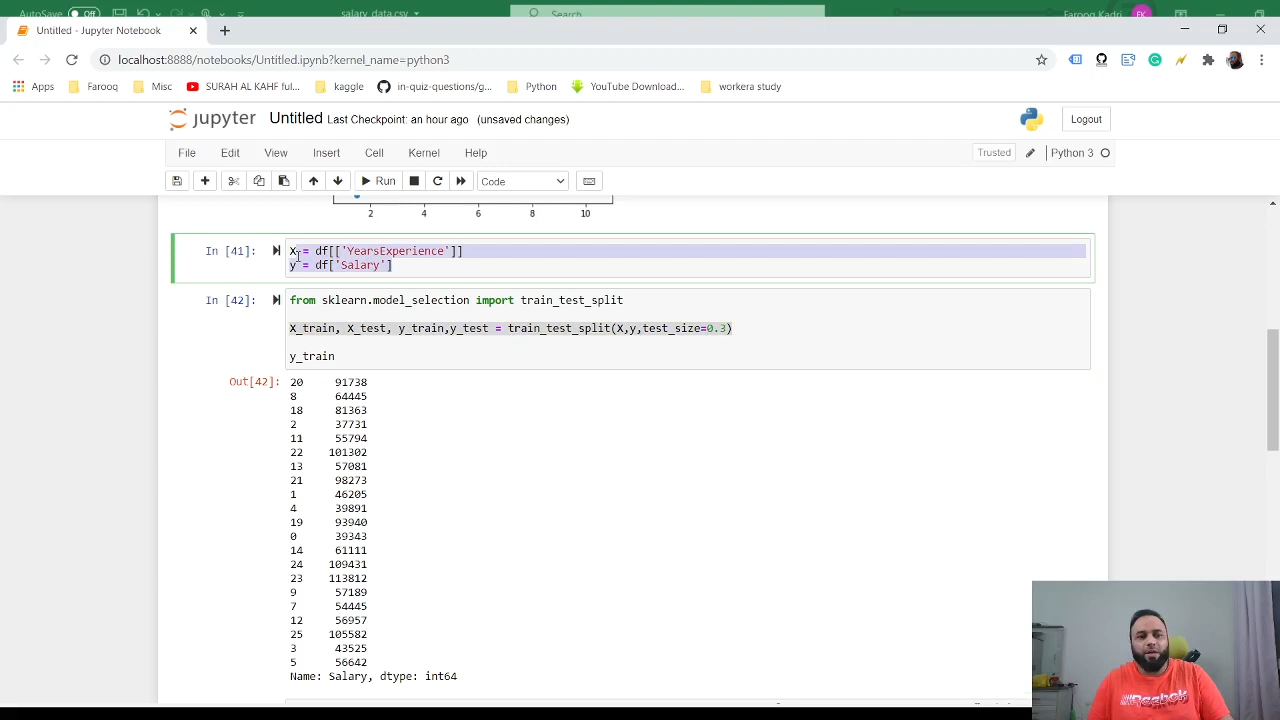 AutoSave Off
salary_data.csv
Search
Farooq Kadri
FK
Untitled - Jupyter Notebook
localhost:8888/notebooks/Untitled.ipynb?kernel_name=python3
Apps Farooq Misc SURAH AL KAHF ful... kaggle in-quiz-questions/g... Python YouTube Download... workera study
jupyter Untitled Last Checkpoint: an hour ago (unsaved changes) Logout
File Edit View Insert Cell Kernel Help Trusted Python 3
Run Code
2 4 6 8 10
In [41]: X = df[['YearsExperience']]
y = df['Salary']
In [42]: from sklearn.model_selection import train_test_split
X_train, X_test, y_train,y_test = train_test_split(X,y,test_size=0.3)
y_train
Out[42]: 20 91738
8 64445
18 81363
2 37731
11 55794
22 101302
13 57081
21 98273
1 46205
4 39891
19 93940
0 39343
14 61111
24 109431
23 113812
9 57189
7 54445
12 56957
25 105582
3 43525
5 56642
Name: Salary, dtype: int64
Reebok